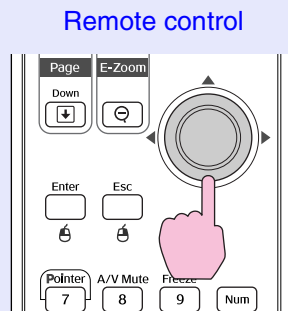 Remote control
Page E-Zoom
Down
Enter Esc
Pointer A/V Mute Freeze
7 8 9 Num